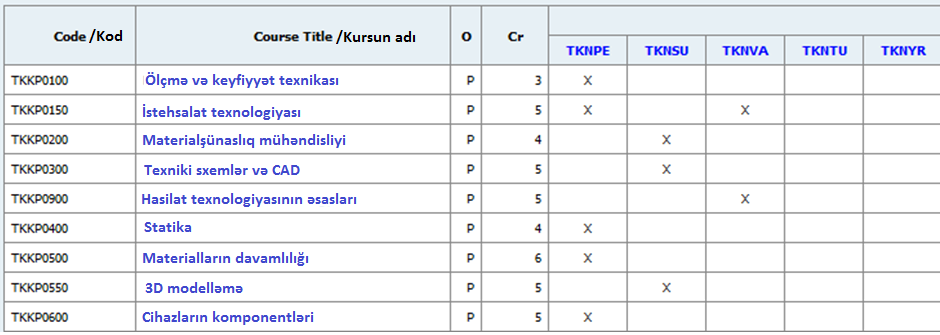 Code /Kod Course Title /Kursun adı O Cr
TKNPE TKNSU TKNVA TKNTU TKNYR
TKKP0100 Ölçmə və keyfiyyət texnikası P 3 X
TKKP0150 İstehsalat texnologiyası P 5 X X
TKKP0200 Materialşünaslıq mühəndisliyi P 4 X
TKKP0300 Texniki sxemlər və CAD P 5 X
TKKP0900 Hasilat texnologiyasının əsasları P 5 X
TKKP0400 Statika P 4 X
TKKP0500 Materialların davamlılığı P 6 X
TKKP0550 3D modelləmə P 5 X
TKKP0600 Cihazların komponentləri P 5 X